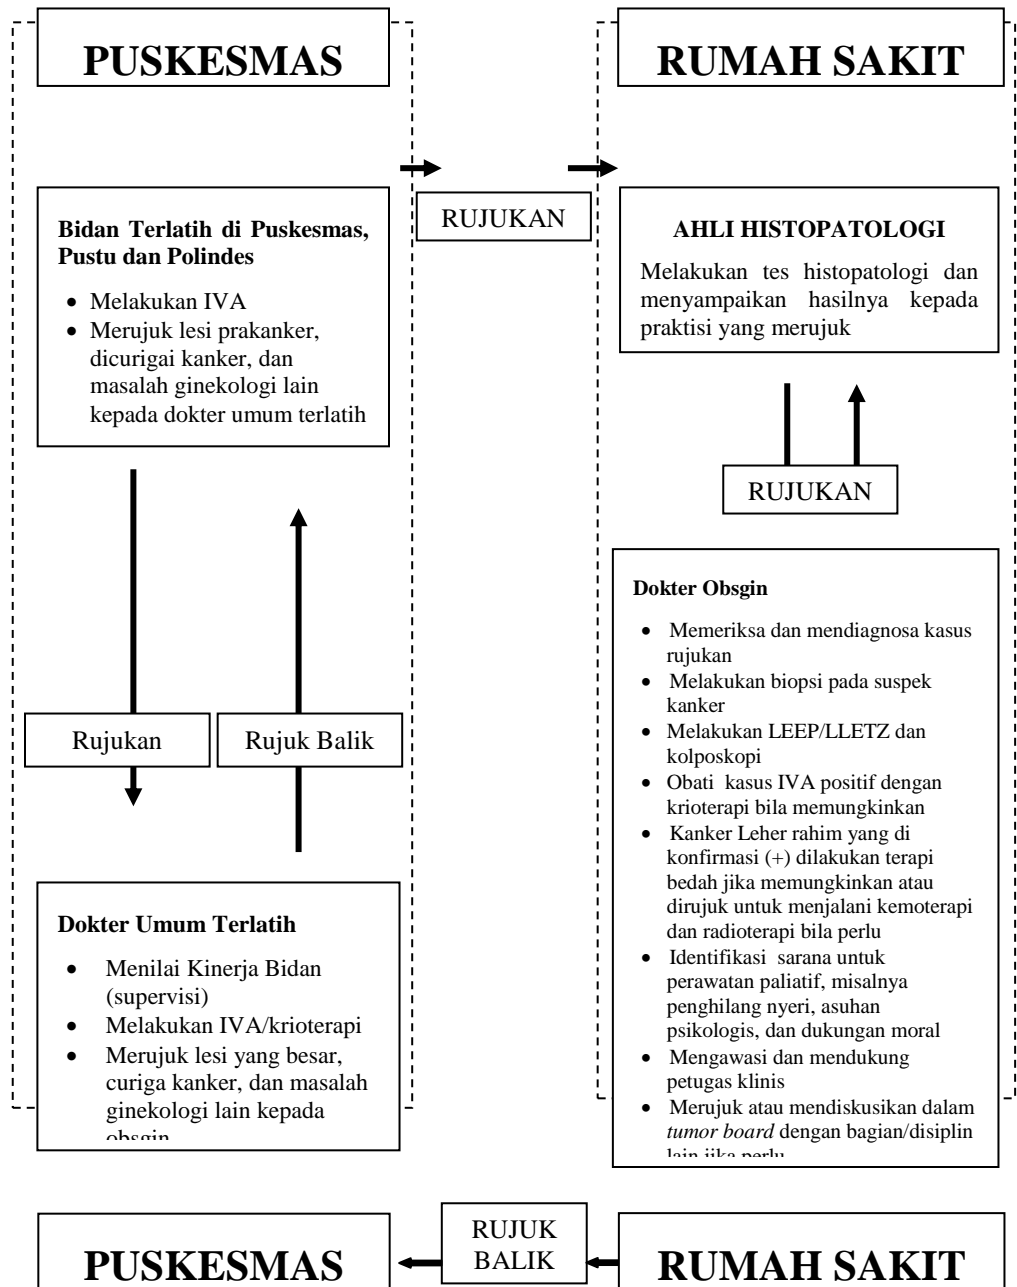 PUSKESMAS
RUMAH SAKIT
RUJUKAN
Bidan Terlatih di Puskesmas,
Pustu dan Polindes
• Melakukan IVA
• Merujuk lesi prakanker,
dicurigai kanker, dan
masalah ginekologi lain
kepada dokter umum terlatih
AHLI HISTOPATOLOGI
Melakukan tes histopatologi dan
menyampaikan hasilnya kepada
praktisi yang merujuk
RUJUKAN
Rujukan
Rujuk Balik
Dokter Umum Terlatih
• Menilai Kinerja Bidan
(supervisi)
• Melakukan IVA/krioterapi
• Merujuk lesi yang besar,
curiga kanker, dan masalah
ginekologi lain kepada
obsgin
Dokter Obsgin
• Memeriksa dan mendiagnosa kasus
rujukan
• Melakukan biopsi pada suspek
kanker
• Melakukan LEEP/LLETZ dan
kolposkopi
• Obati kasus IVA positif dengan
krioterapi bila memungkinkan
• Kanker Leher rahim yang di
konfirmasi (+) dilakukan terapi
bedah jika memungkinkan atau
dirujuk untuk menjalani kemoterapi
dan radioterapi bila perlu
• Identifikasi sarana untuk
perawatan paliatif, misalnya
penghilang nyeri, asuhan
psikologis, dan dukungan moral
• Mengawasi dan mendukung
petugas klinis
• Merujuk atau mendiskusikan dalam
tumor board dengan bagian/disiplin
lain jika perlu
PUSKESMAS
RUJUK
BALIK
RUMAH SAKIT